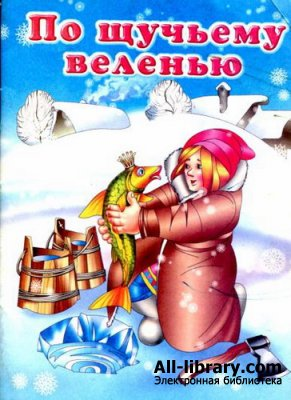 По щучьему
веленью
All-library.com
Электронная библиотека